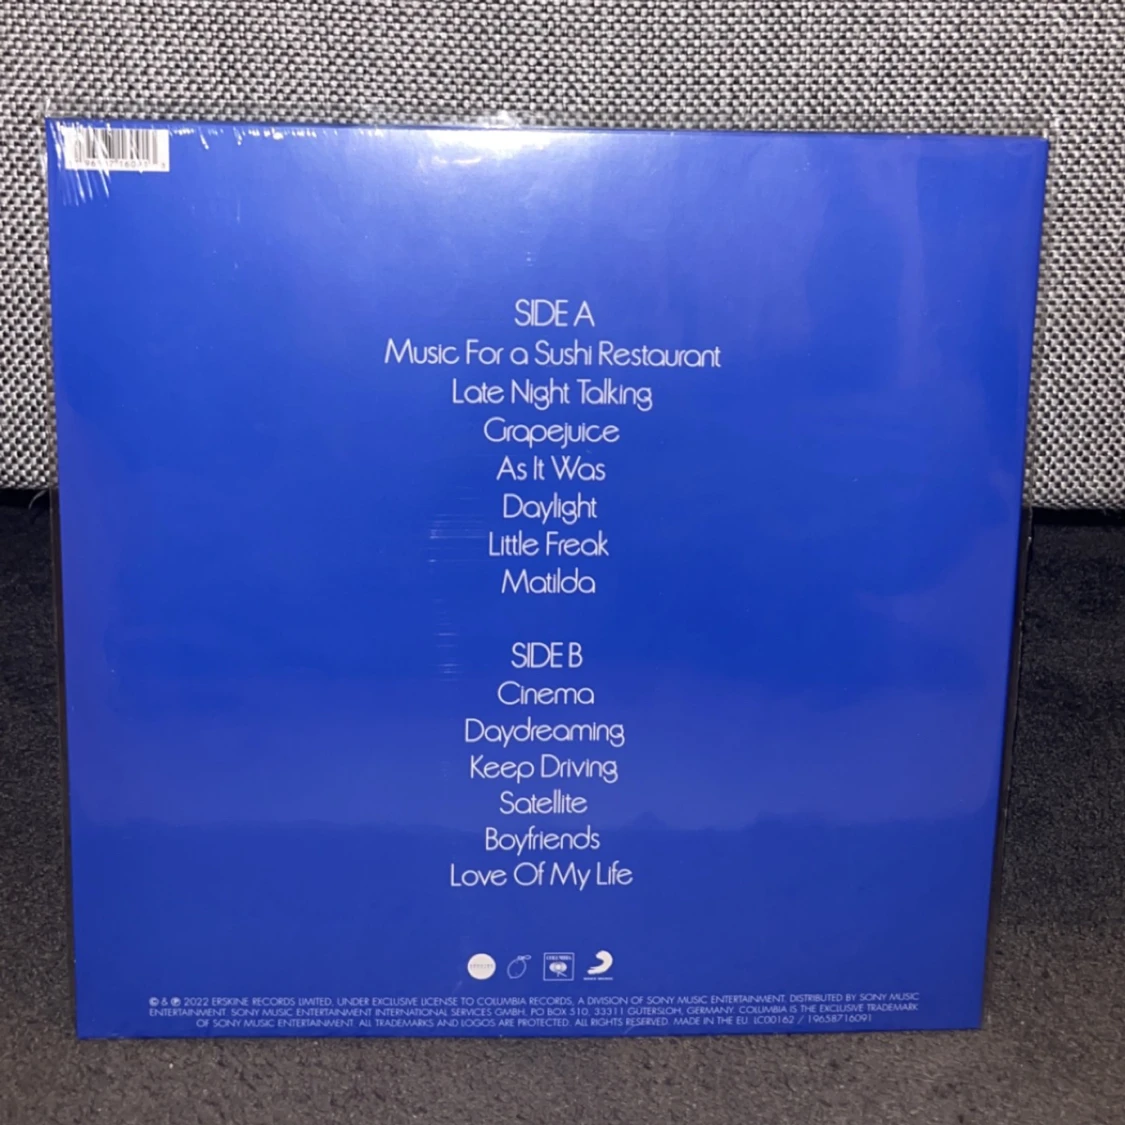 SIDE A
Music For a Sushi Restaurant
Late Night Talking
Grapejuice
As It Was
Daylight
Little Freak
Matilda
SIDE B
Cinema
Daydreaming
Keep Driving
Satellite
Boyfriends
Love Of My Life
© & ℗ 2022 ERSKINE RECORDS LIMITED, UNDER EXCLUSIVE LICENSE TO COLUMBIA RECORDS, A DIVISION OF SONY MUSIC ENTERTAINMENT. DISTRIBUTED BY SONY MUSIC
ENTERTAINMENT. SONY MUSIC ENTERTAINMENT INTERNATIONAL SERVICES GMBH, PO BOX 510, 33311 GÜTERSLOH, GERMANY. COLUMBIA IS THE EXCLUSIVE TRADEMARK
OF SONY MUSIC ENTERTAINMENT. ALL TRADEMARKS AND LOGOS ARE PROTECTED. ALL RIGHTS RESERVED. MADE IN THE EU. LC00162 / 19658716091